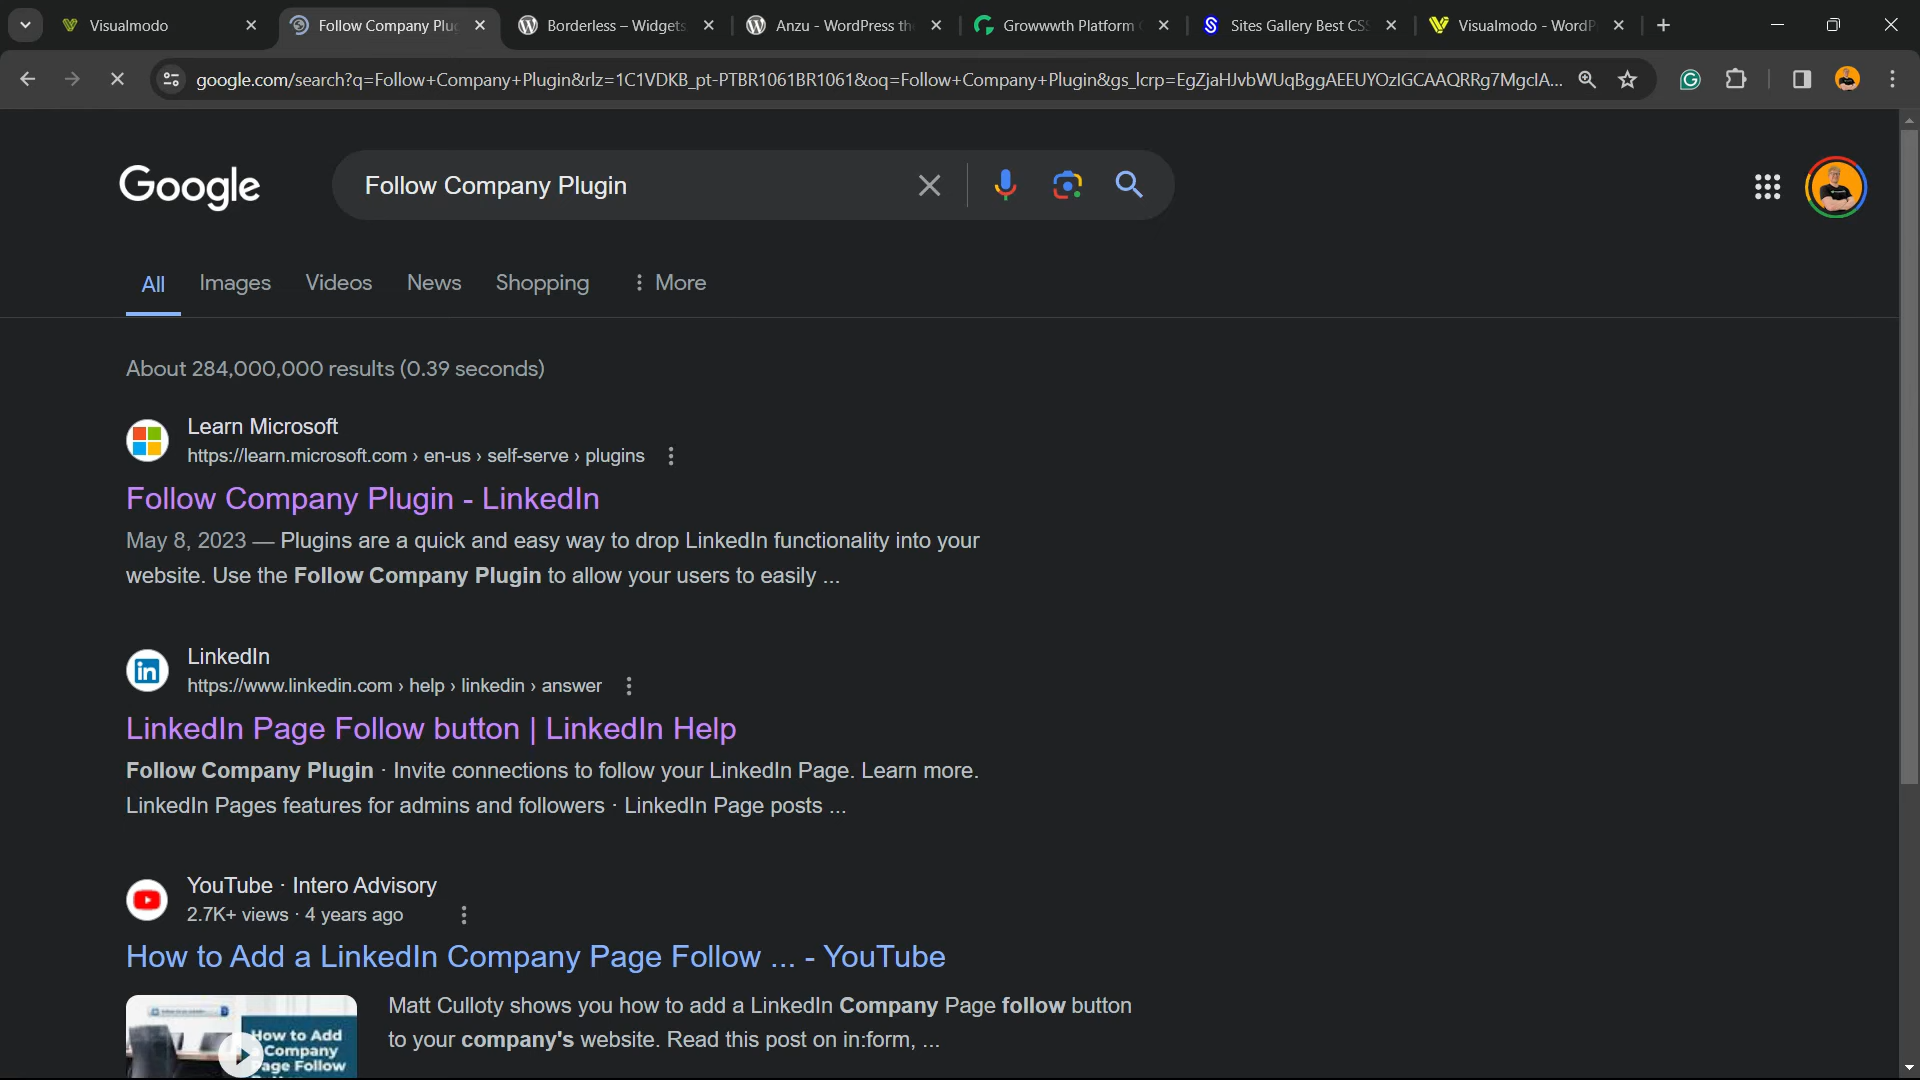 Visualmodo
Follow Company Plug
Borderless – Widgets
Anzu - WordPress th
Growwwth Platform
Sites Gallery Best CSS
Visualmodo - WordP
google.com/search?q=Follow+Company+Plugin&rlz=1C1VDKB_pt-PTBR1061BR1061&oq=Follow+Company+Plugin&gs_lcrp=EgZjaHJvbWUqBggAEEUYOzIGCAAQRRg7MgcIA...
Google
Follow Company Plugin
All
Images
Videos
News
Shopping
More
About 284,000,000 results (0.39 seconds)
Learn Microsoft
https://learn.microsoft.com › en-us › self-serve › plugins
Follow Company Plugin - LinkedIn
May 8, 2023 — Plugins are a quick and easy way to drop LinkedIn functionality into your
website. Use the Follow Company Plugin to allow your users to easily ...
in
LinkedIn
https://www.linkedin.com › help › linkedin › answer
LinkedIn Page Follow button | LinkedIn Help
Follow Company Plugin · Invite connections to follow your LinkedIn Page. Learn more.
LinkedIn Pages features for admins and followers · LinkedIn Page posts ...
YouTube · Intero Advisory
2.7K+ views · 4 years ago
How to Add a LinkedIn Company Page Follow ... - YouTube
Matt Culloty shows you how to add a LinkedIn Company Page follow button
to your company's website. Read this post on in:form, ...
How to Add
a Company
Page Follow